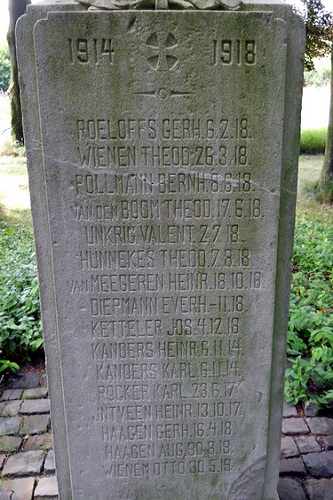 1914 1918
ROELOFFS GERH. 6.2.18.
WIENEN THEOD. 26.3.18.
POLLMANN BERNH. 6.6.18.
VAN DEN BOOM THEOD. 17.6.18.
UNKRIG VALENT. 2.7.18.
HÜNNEKES THEOD. 7.8.18.
VAN MEEGEREN HEINR. 18.10.18.
- DIEPMANN EVERH. - 11.18.
KETTELER JOS. 4.12.18
KANDERS HEINR. 6.11.14.
KANDERS KARL. 6.11.14.
ROCKER KARL. 23.6.17.
JNTVEEN HEINR. 13.10.17.
HAAGEN GERH. 16.4.18.
HAAGEN AUG. 30.8.18.
WIENEM OTTO. 30.5.19.